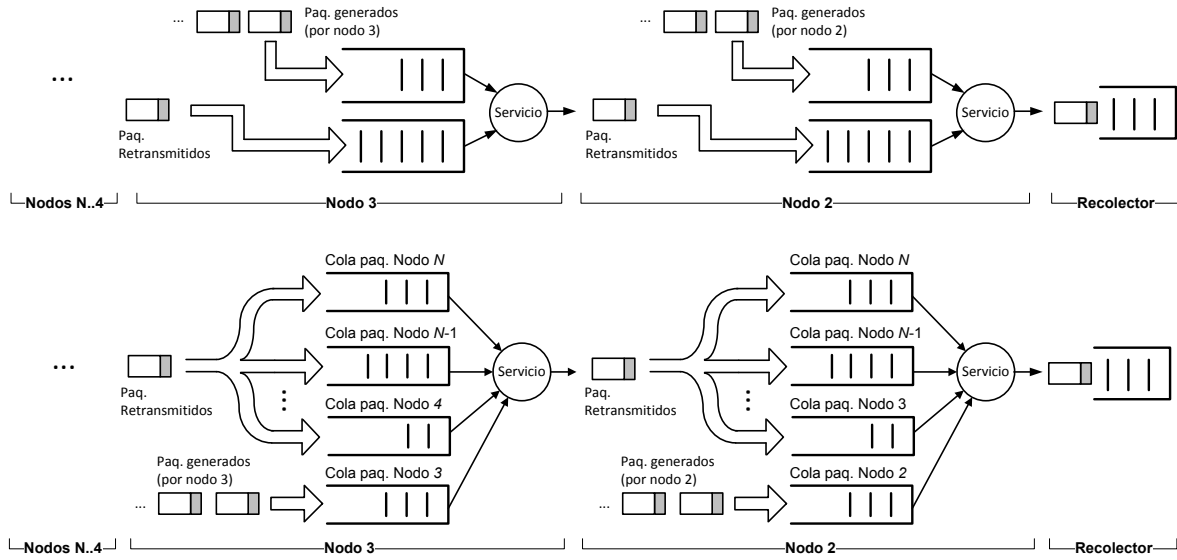 ... Paq. generados
(por nodo 3)
... Paq. generados
(por nodo 2)
...
Servicio
Servicio
Paq.
Retransmitidos
Paq.
Retransmitidos
Nodos N..4
Nodo 3
Nodo 2
Recolector
Cola paq. Nodo N
Cola paq. Nodo N
Cola paq. Nodo N-1
Cola paq. Nodo N-1
...
Servicio
Servicio
Paq.
Retransmitidos
Paq.
Retransmitidos
...
...
Cola paq. Nodo 4
Cola paq. Nodo 3
Paq. generados
(por nodo 3)
...
Cola paq. Nodo 3
Paq. generados
(por nodo 2)
...
Cola paq. Nodo 2
Nodos N..4
Nodo 3
Nodo 2
Recolector